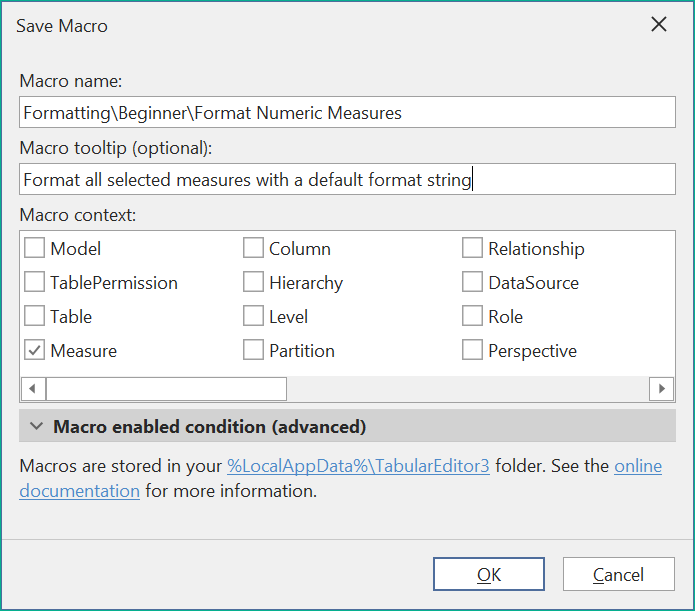 Save Macro
Macro name:
Formatting\Beginner\Format Numeric Measures
Macro tooltip (optional):
Format all selected measures with a default format string
Macro context:
Model Column Relationship
TablePermission Hierarchy DataSource
Table Level Role
Measure Partition Perspective
Macro enabled condition (advanced)
Macros are stored in your %LocalAppData%\TabularEditor3 folder. See the online
documentation for more information.
OK Cancel